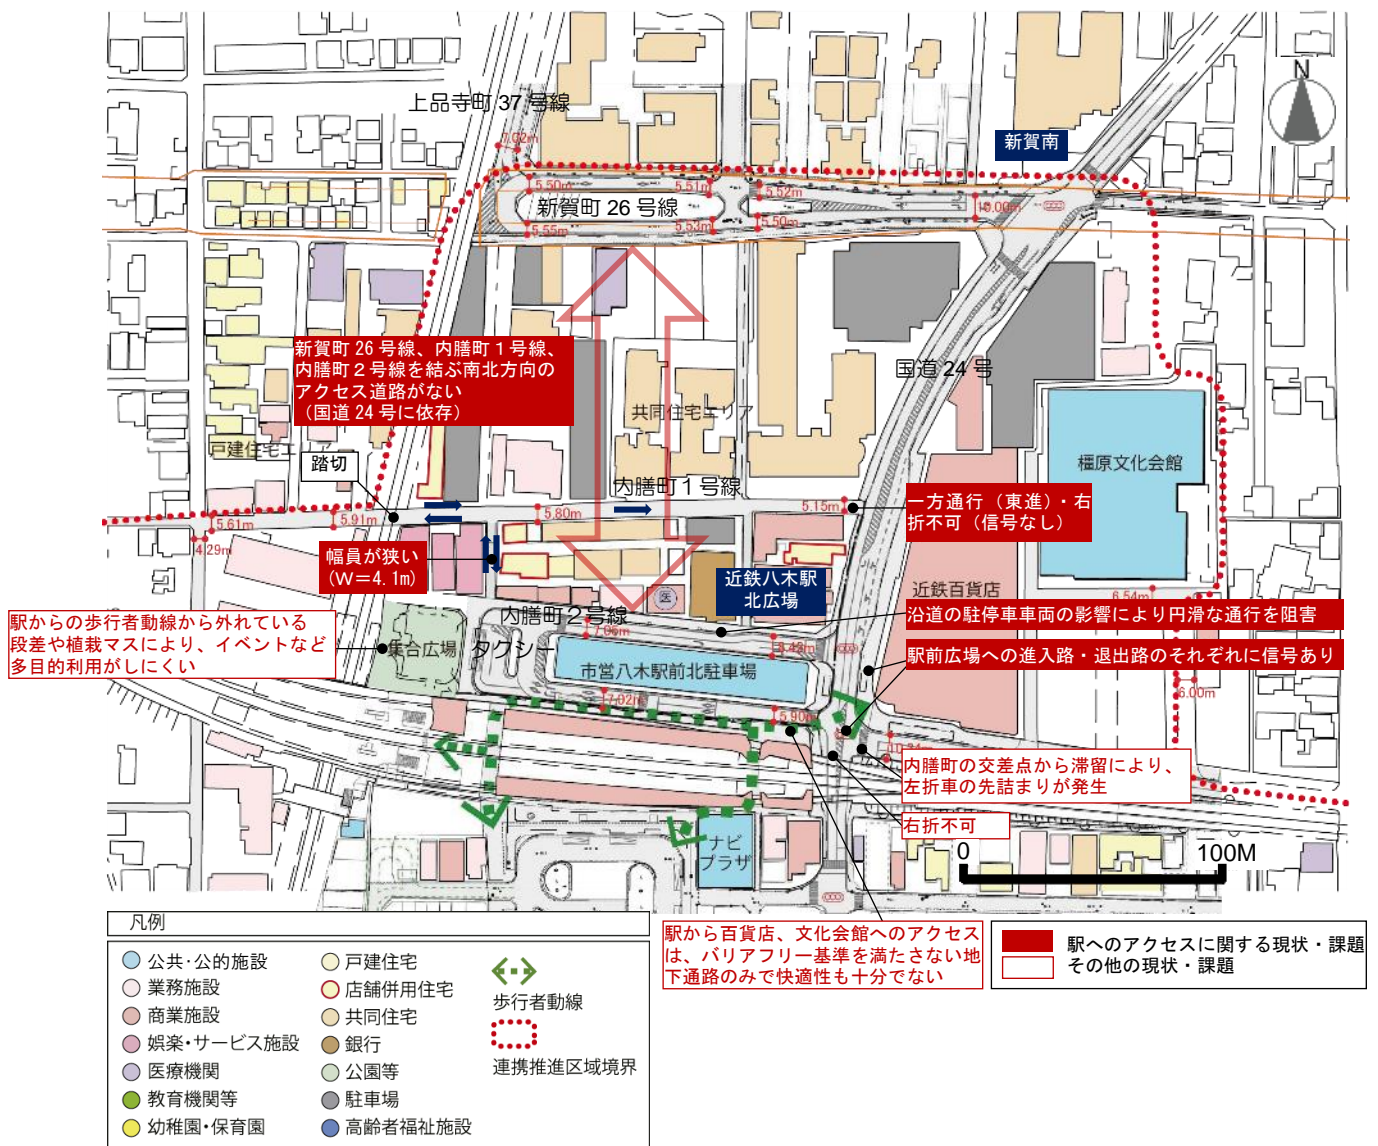 上品寺町 37 号線
7.02m
N
新賀南
5.50m
5.51m
5.52m
新賀町 26 号線
10.00m
5.55m
5.53m
5.50m
新賀町 26 号線、内膳町１号線、
内膳町２号線を結ぶ南北方向の
アクセス道路がない
（国道 24 号に依存）
国道 24 号
共同住宅エリア
戸建住宅エリア
踏切
橿原文化会館
内膳町１号線
5.61m
5.91m
5.80m
5.15m
一方通行（東進）・右
折不可（信号なし）
4.29m
幅員が狭い
（W＝4.1m）
近鉄八木駅
北広場
医
近鉄百貨店
6.54m
内膳町２号線
沿道の駐停車車両の影響により円滑な通行を阻害
駅からの歩行者動線から外れている
段差や植栽マスにより、イベントなど
多目的利用がしにくい
集合広場
タクシー
市営八木駅前北駐車場
駅前広場への進入路・退出路のそれぞれに信号あり
7.02m
5.90m
6.00m
内膳町の交差点から滞留により、
左折車の先詰まりが発生
右折不可
ナビ
プラザ
0
100M
駅から百貨店、文化会館へのアクセス
は、バリアフリー基準を満たさない地
下通路のみで快適性も十分でない
駅へのアクセスに関する現状・課題
その他の現状・課題
凡例
公共・公的施設
業務施設
商業施設
娯楽・サービス施設
医療機関
教育機関等
幼稚園・保育園
戸建住宅
店舗併用住宅
共同住宅
銀行
公園等
駐車場
高齢者福祉施設
歩行者動線
連携推進区域境界